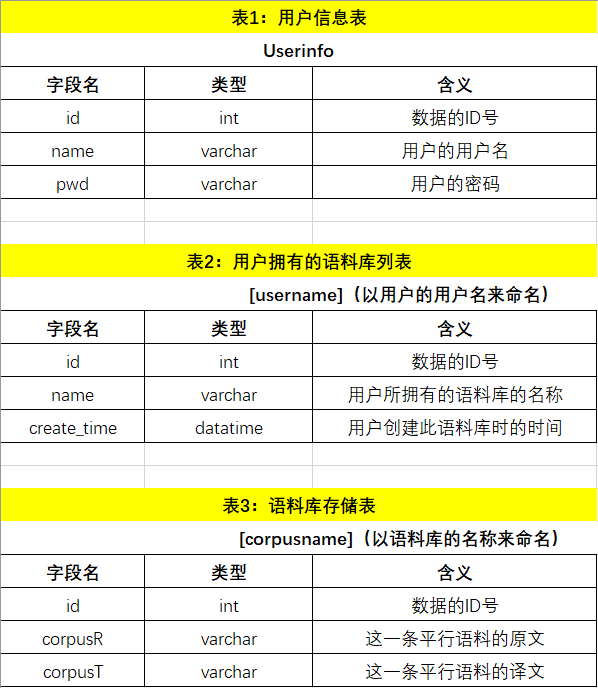 表1：用户信息表
Userinfo
字段名 类型 含义
id int 数据的ID号
name varchar 用户的用户名
pwd varchar 用户的密码
表2：用户拥有的语料库列表
[username]（以用户的用户名来命名）
字段名 类型 含义
id int 数据的ID号
name varchar 用户所拥有的语料库的名称
create_time datatime 用户创建此语料库时的时间
表3：语料库存储表
[corpusname]（以语料库的名称来命名）
字段名 类型 含义
id int 数据的ID号
corpusR varchar 这一条平行语料的原文
corpusT varchar 这一条平行语料的译文